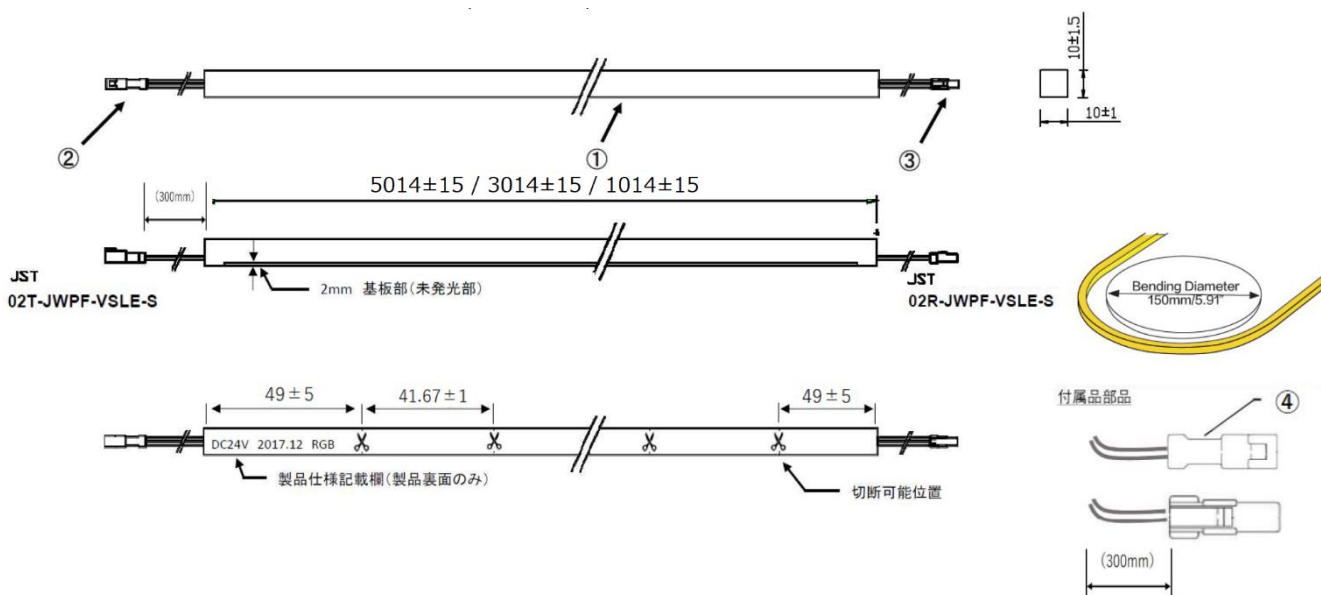 10±1.5
10±1
②
①
③
5014±15 / 3014±15 / 1014±15
(300mm)
JST
02T-JWPF-VSLE-S
2mm 基板部(未発光部)
JST
02R-JWPF-VSLE-S
Bending Diameter
150mm/5.91"
49±5
41.67±1
49±5
DC24V 2017.12 RGB
製品仕様記載欄(製品裏面のみ)
切断可能位置
付属品部品
④
(300mm)